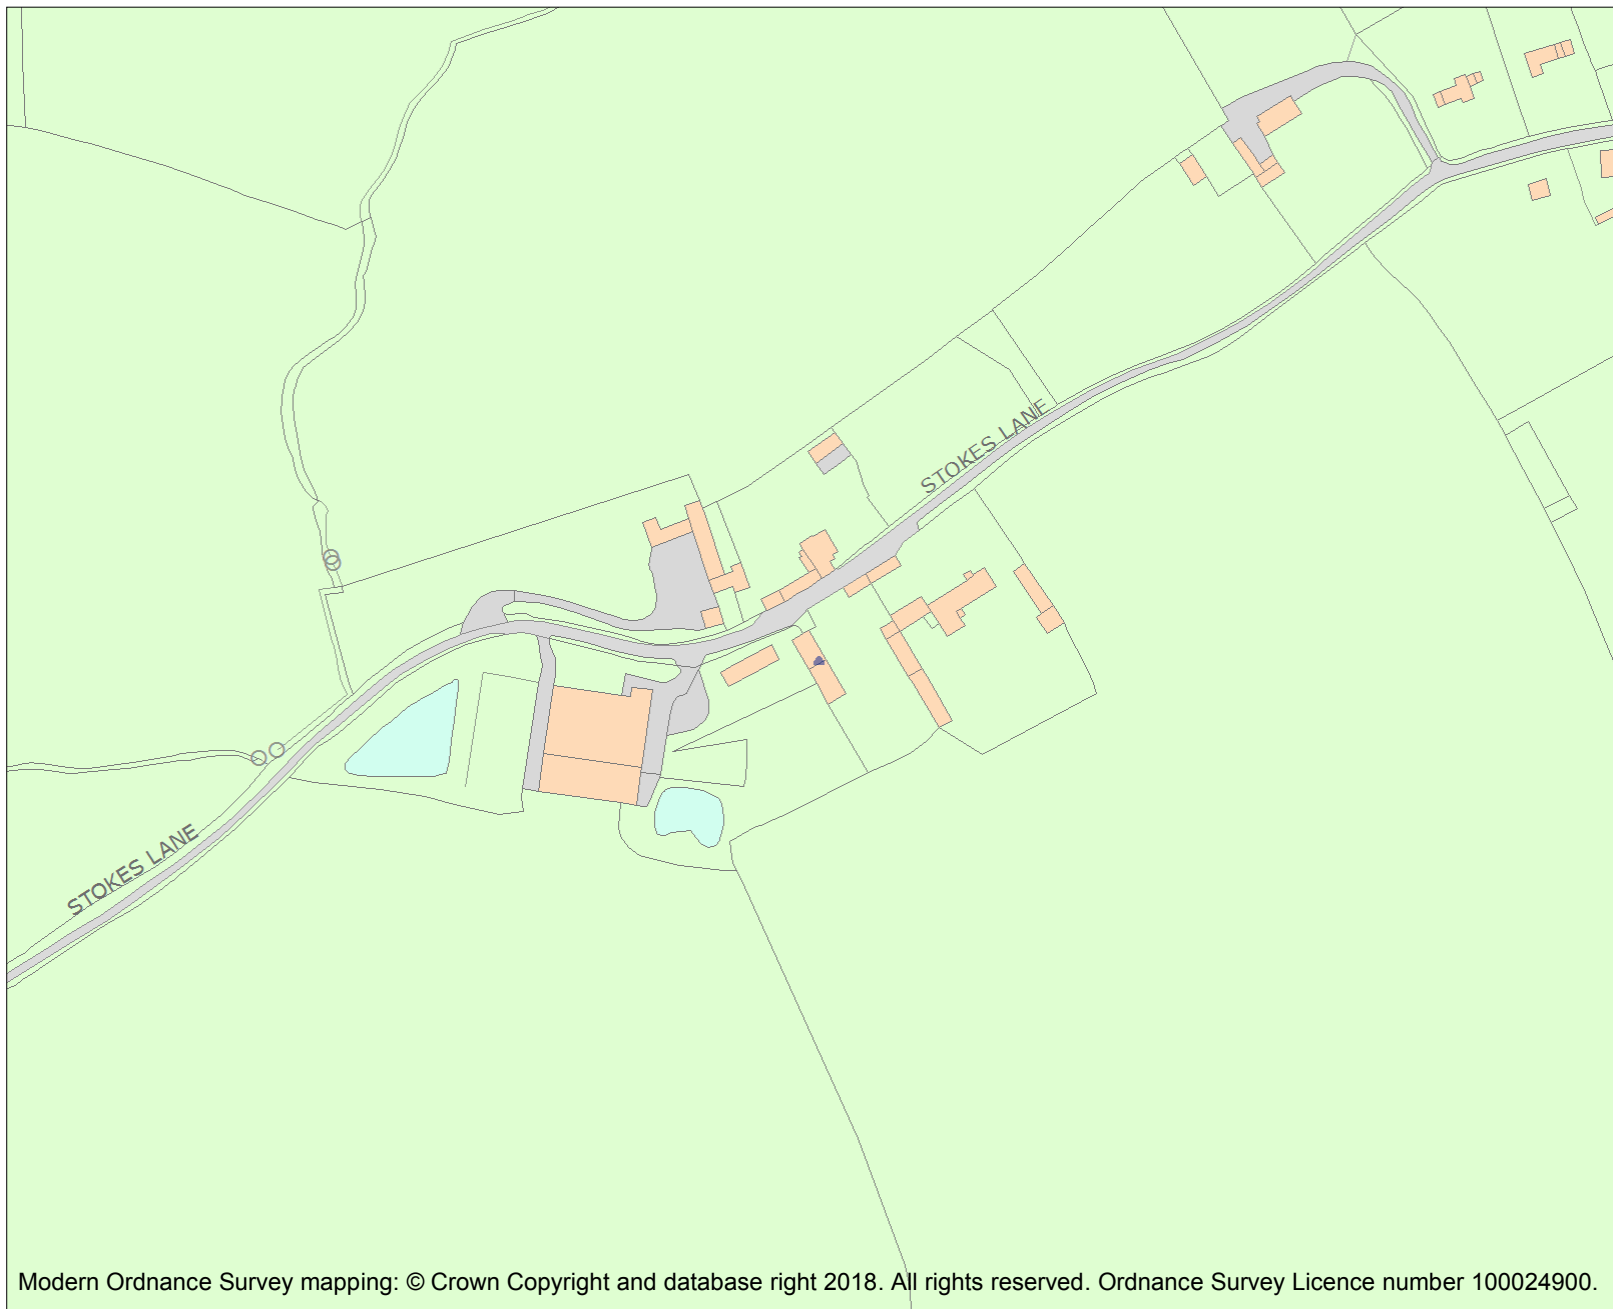 STOKES LANE
STOKES LANE
Modern Ordnance Survey mapping: © Crown Copyright and database right 2018. All rights reserved. Ordnance Survey Licence number 100024900.